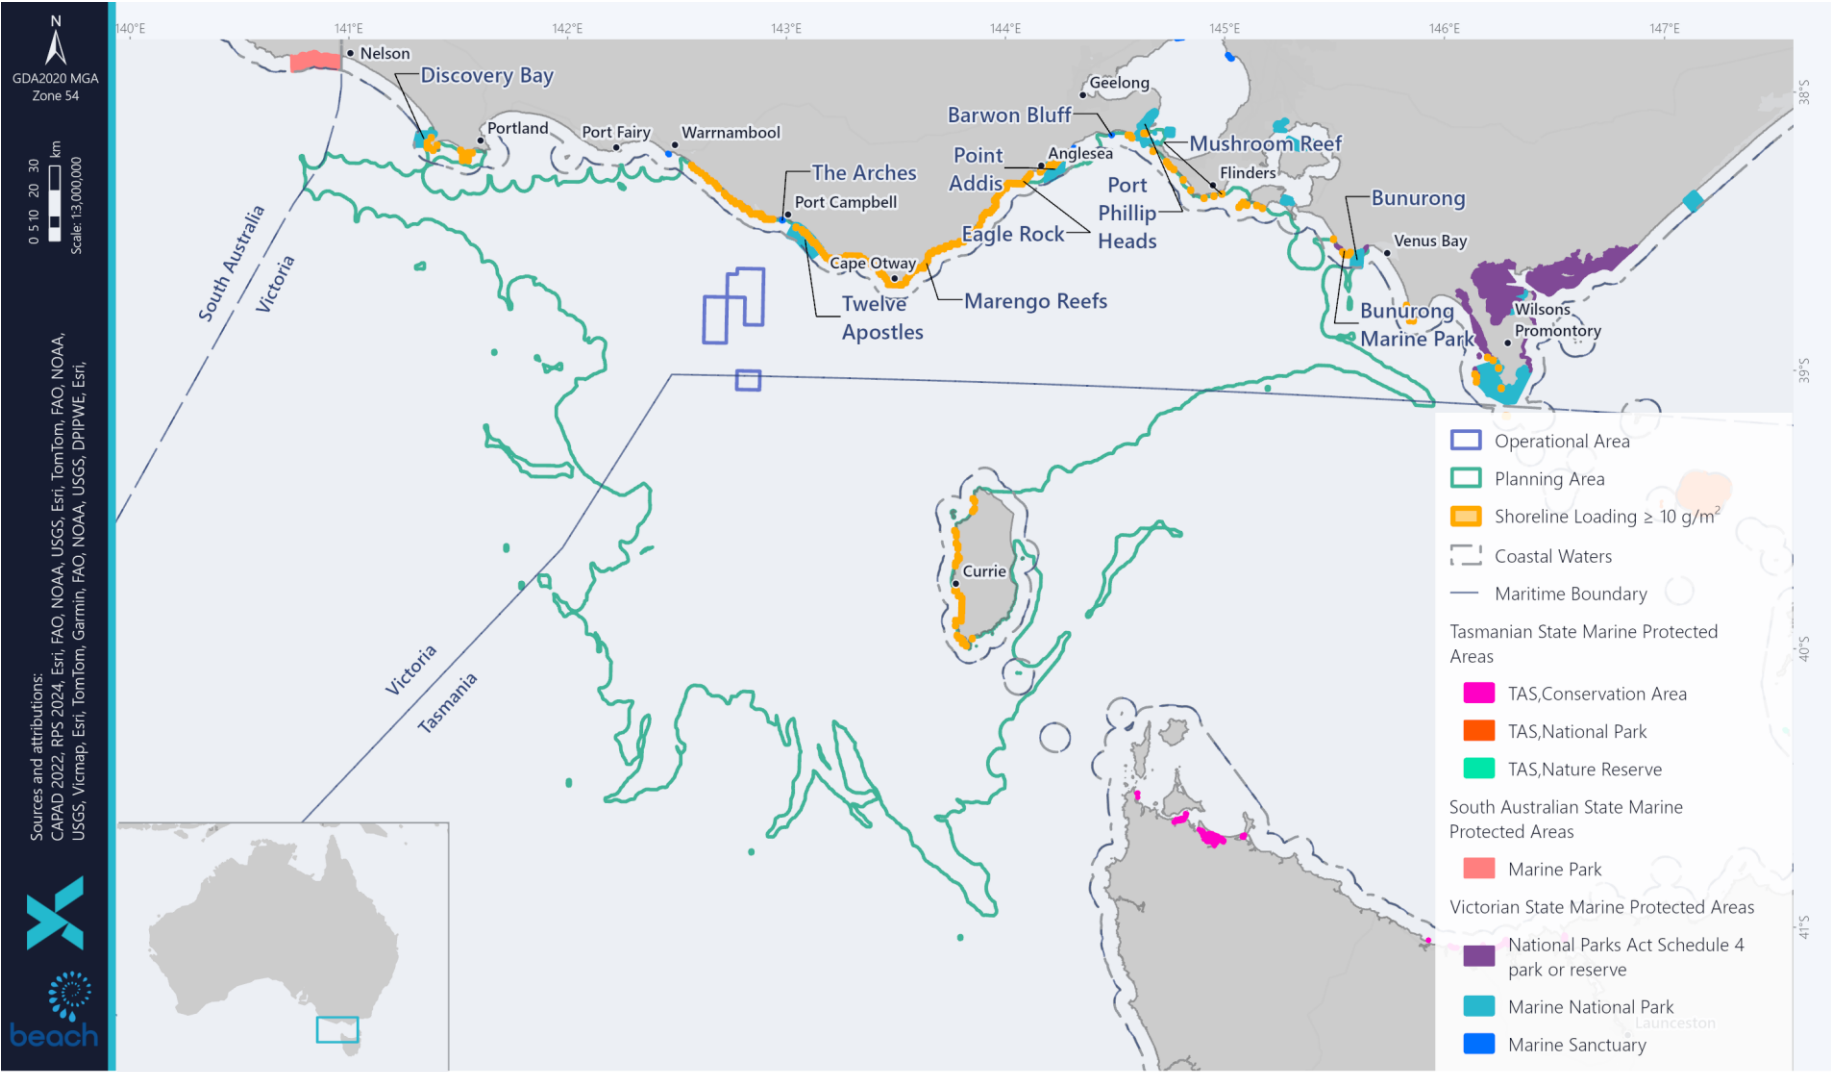 140°E
141°E
142°E
143°E
144°E
145°E
146°E
147°E
38°S
39°S
40°S
41°S
N
GDA2020 MGA
Zone 54
0 5 10 20 30 km
Scale: 1:3,000,000
Sources and attributions:
CAPAD 2022, RPS 2024, Esri, FAO, NOAA, USGS, Esri, TomTom, FAO, NOAA,
USGS, Vicmap, Esri, TomTom, Garmin, FAO, NOAA, USGS, DPIPWE, Esri,
beach
Nelson
Discovery Bay
Portland
Port Fairy
Warrnambool
The Arches
Port Campbell
Cape Otway
Twelve
Apostles
Marengo Reefs
Eagle Rock
Point
Addis
Anglesea
Barwon Bluff
Geelong
Mushroom Reef
Flinders
Port
Phillip
Heads
Bunurong
Venus Bay
Bunurong
Marine Park
Wilsons
Promontory
South Australia
Victoria
Victoria
Tasmania
Currie
Operational Area
Planning Area
Shoreline Loading ≥ 10 g/m²
Coastal Waters
Maritime Boundary
Tasmanian State Marine Protected
Areas
TAS,Conservation Area
TAS,National Park
TAS,Nature Reserve
South Australian State Marine
Protected Areas
Marine Park
Victorian State Marine Protected Areas
National Parks Act Schedule 4
park or reserve
Marine National Park
Launceston
Marine Sanctuary